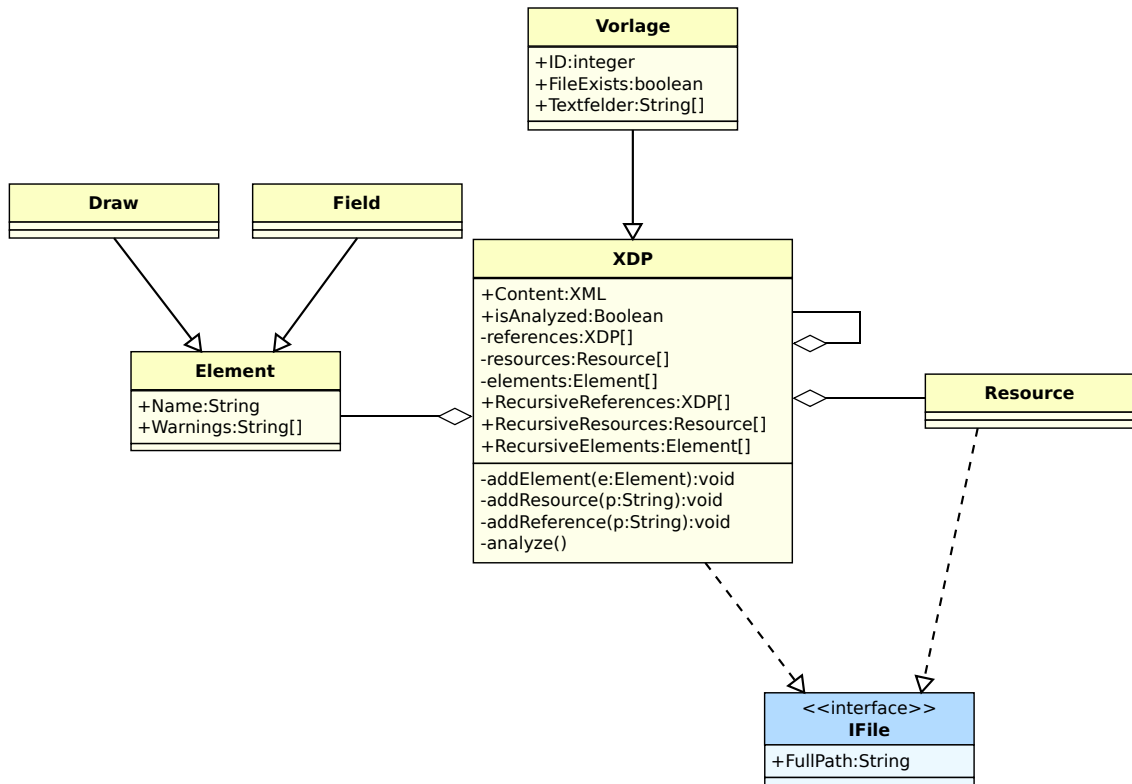 Vorlage
+ID:integer
+FileExists:boolean
+Textfelder:String[]
Draw
Field
XDP
+Content:XML
+isAnalyzed:Boolean
-references:XDP[]
-resources:Resource[]
-elements:Element[]
+RecursiveReferences:XDP[]
+RecursiveResources:Resource[]
+RecursiveElements:Element[]
-addElement(e:Element):void
-addResource(p:String):void
-addReference(p:String):void
-analyze()
Element
+Name:String
+Warnings:String[]
Resource
<<interface>>
IFile
+FullPath:String